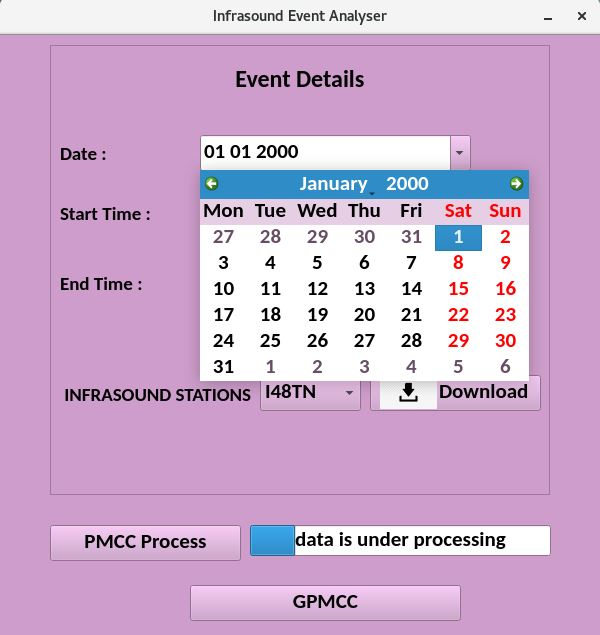 Infrasound Event Analyser
Event Details
Date :
01 01 2000
January 2000
Mon Tue Wed Thu Fri Sat Sun
27 28 29 30 31 1 2
3 4 5 6 7 8 9
10 11 12 13 14 15 16
17 18 19 20 21 22 23
24 25 26 27 28 29 30
31 1 2 3 4 5 6
Start Time :
End Time :
INFRASOUND STATIONS I48TN Download
PMCC Process data is under processing
GPMCC